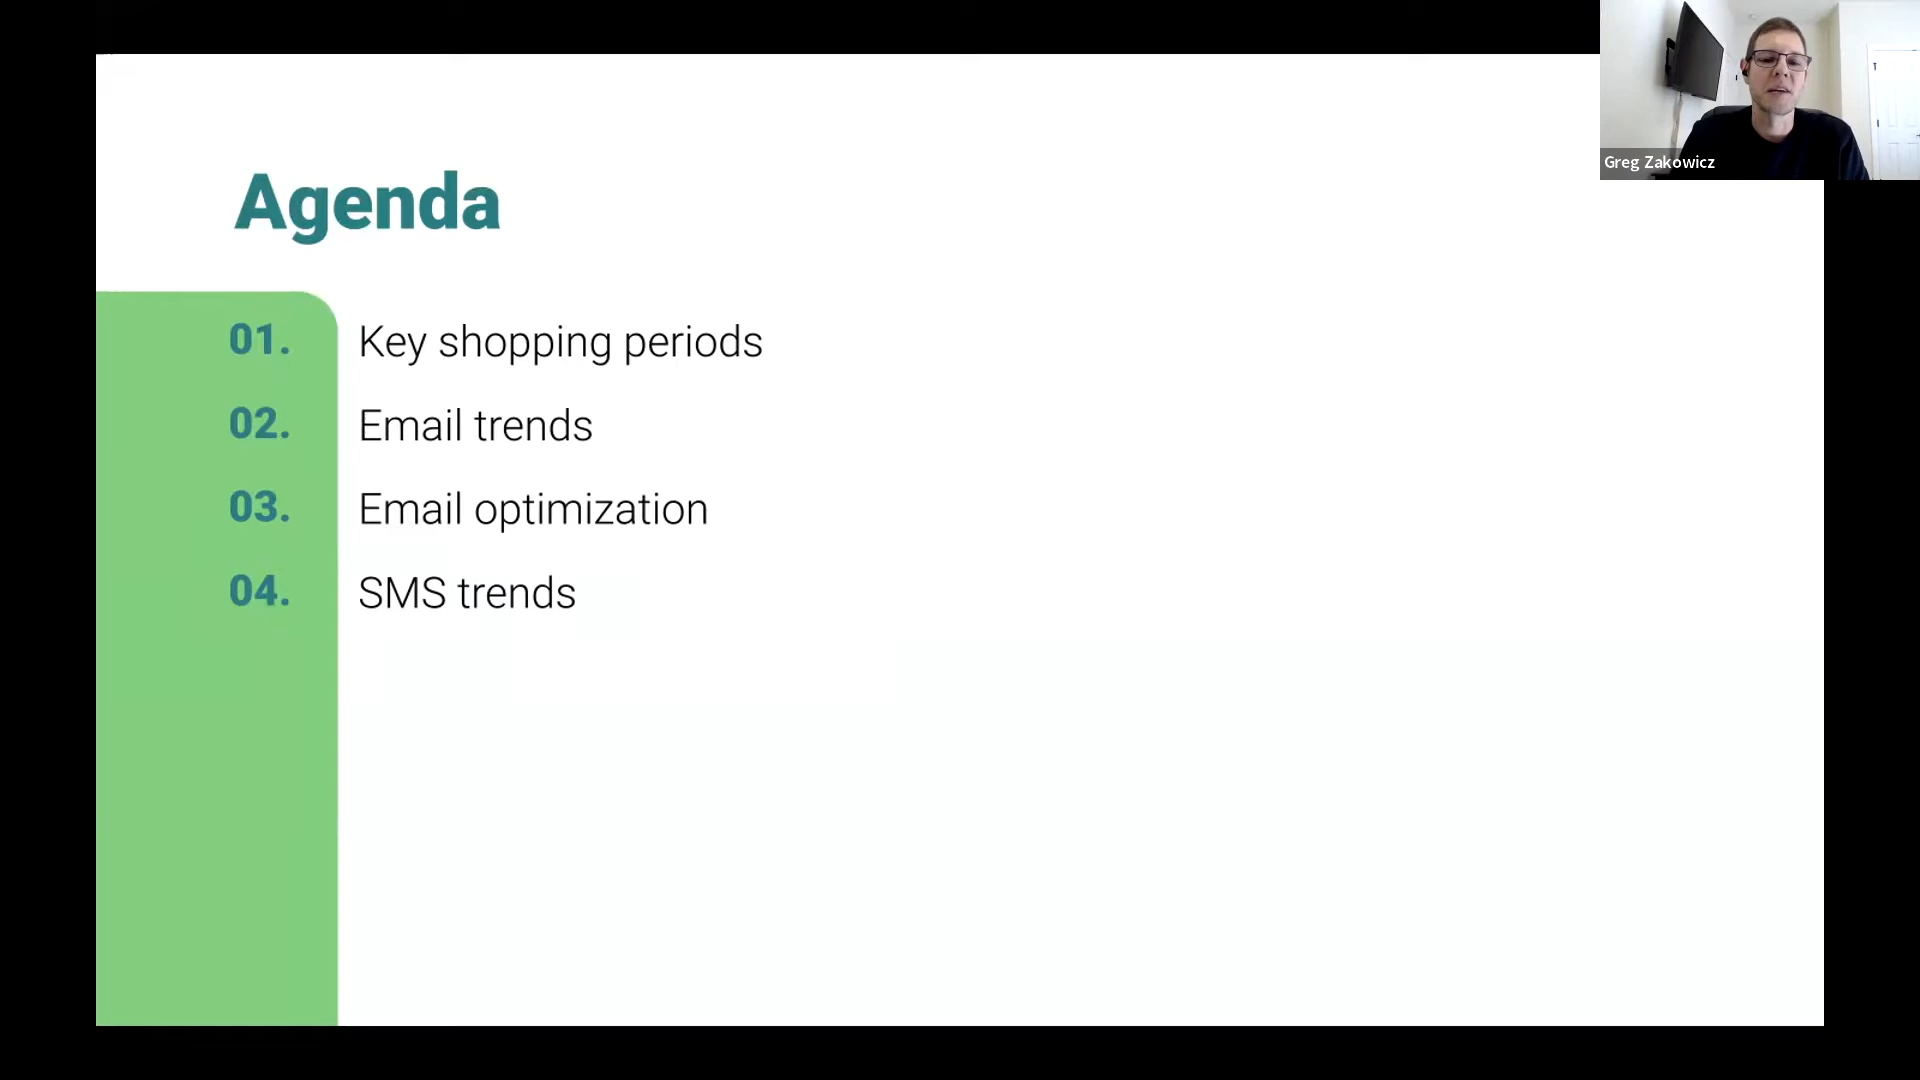 Greg Zakowicz
Agenda
01. Key shopping periods
02. Email trends
03. Email optimization
04. SMS trends